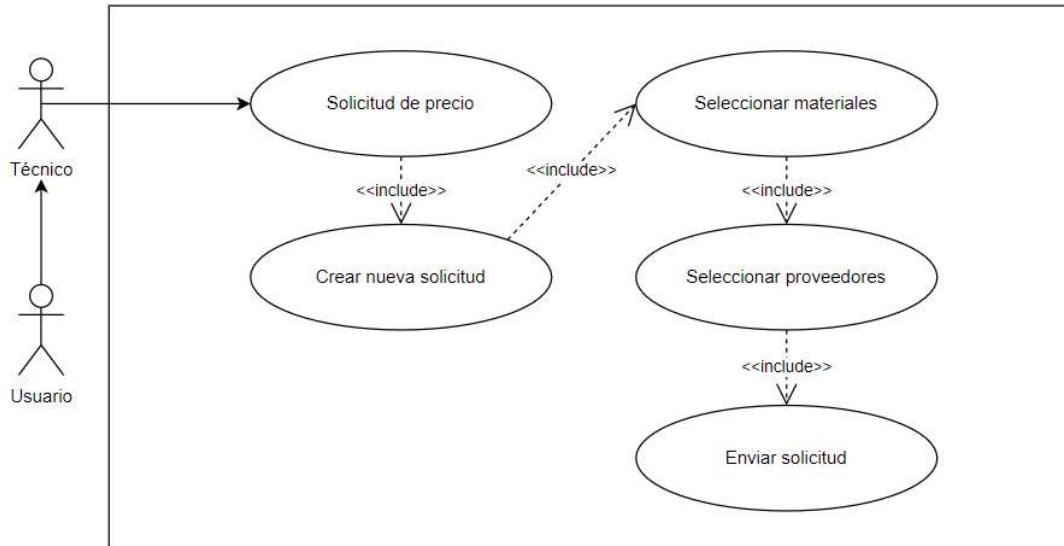 Solicitud de precio
Seleccionar materiales
Técnico
<<include>>
<<include>>
<<include>>
Crear nueva solicitud
Seleccionar proveedores
<<include>>
Usuario
Enviar solicitud